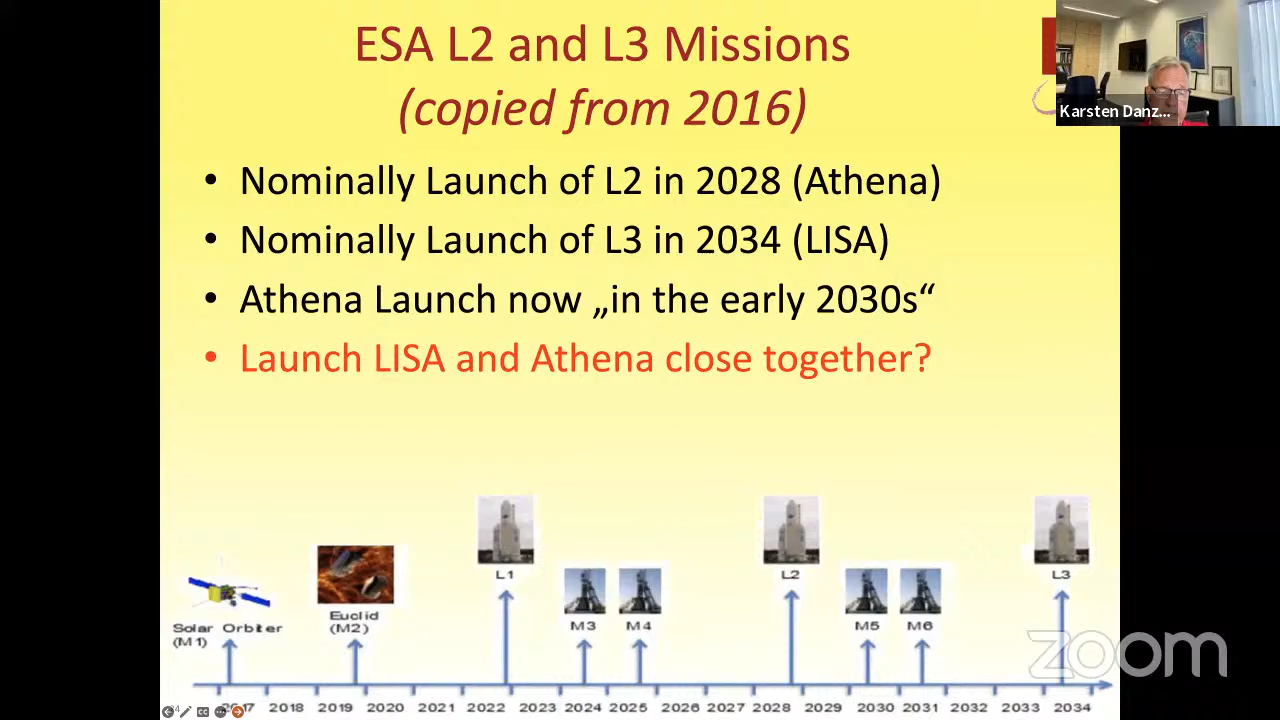 ESA L2 and L3 Missions
(copied from 2016)
Karsten Danz...
• Nominally Launch of L2 in 2028 (Athena)
• Nominally Launch of L3 in 2034 (LISA)
• Athena Launch now „in the early 2030s“
• Launch LISA and Athena close together?
L1 L2 L3
Solar Orbiter
(M1)
Euclid
(M2)
M3 M4 M5 M6
zoom
2017 2018 2019 2020 2022 2023 2024 2025 2026 2027 2028 2029 2030 2031 2032 2033 2034